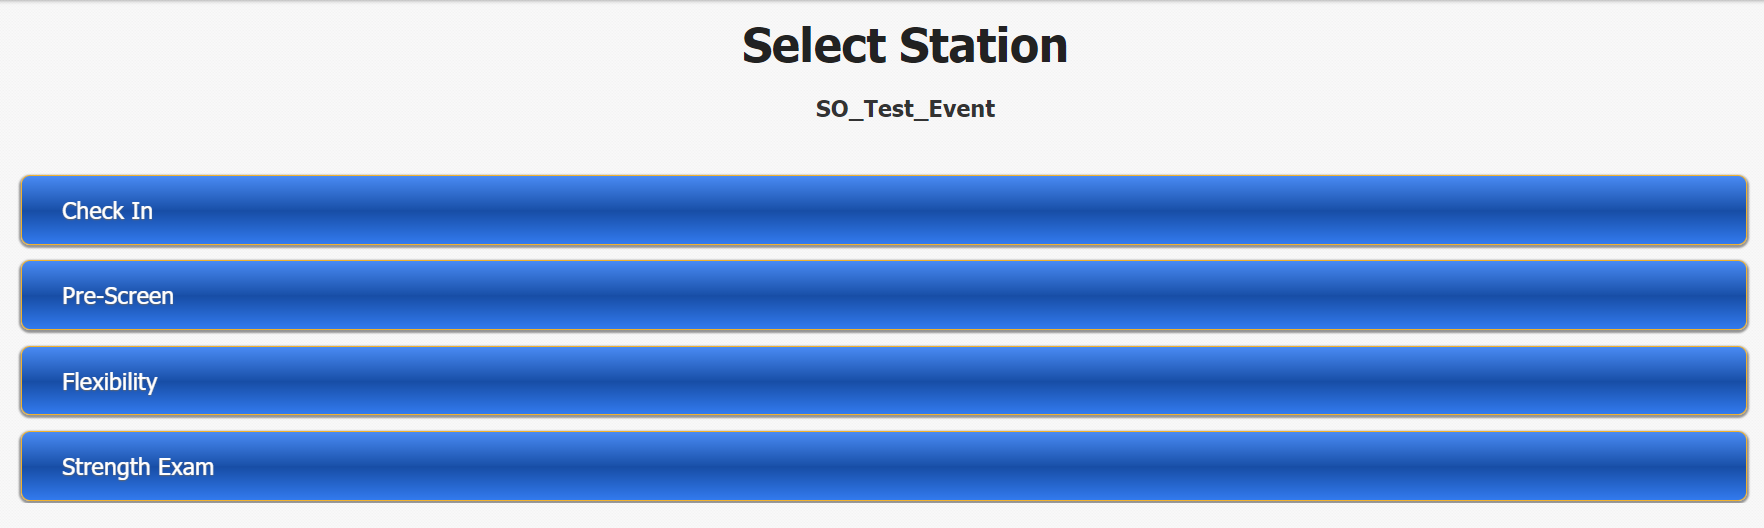 Select Station
SO_Test_Event
Check In
Pre-Screen
Flexibility
Strength Exam